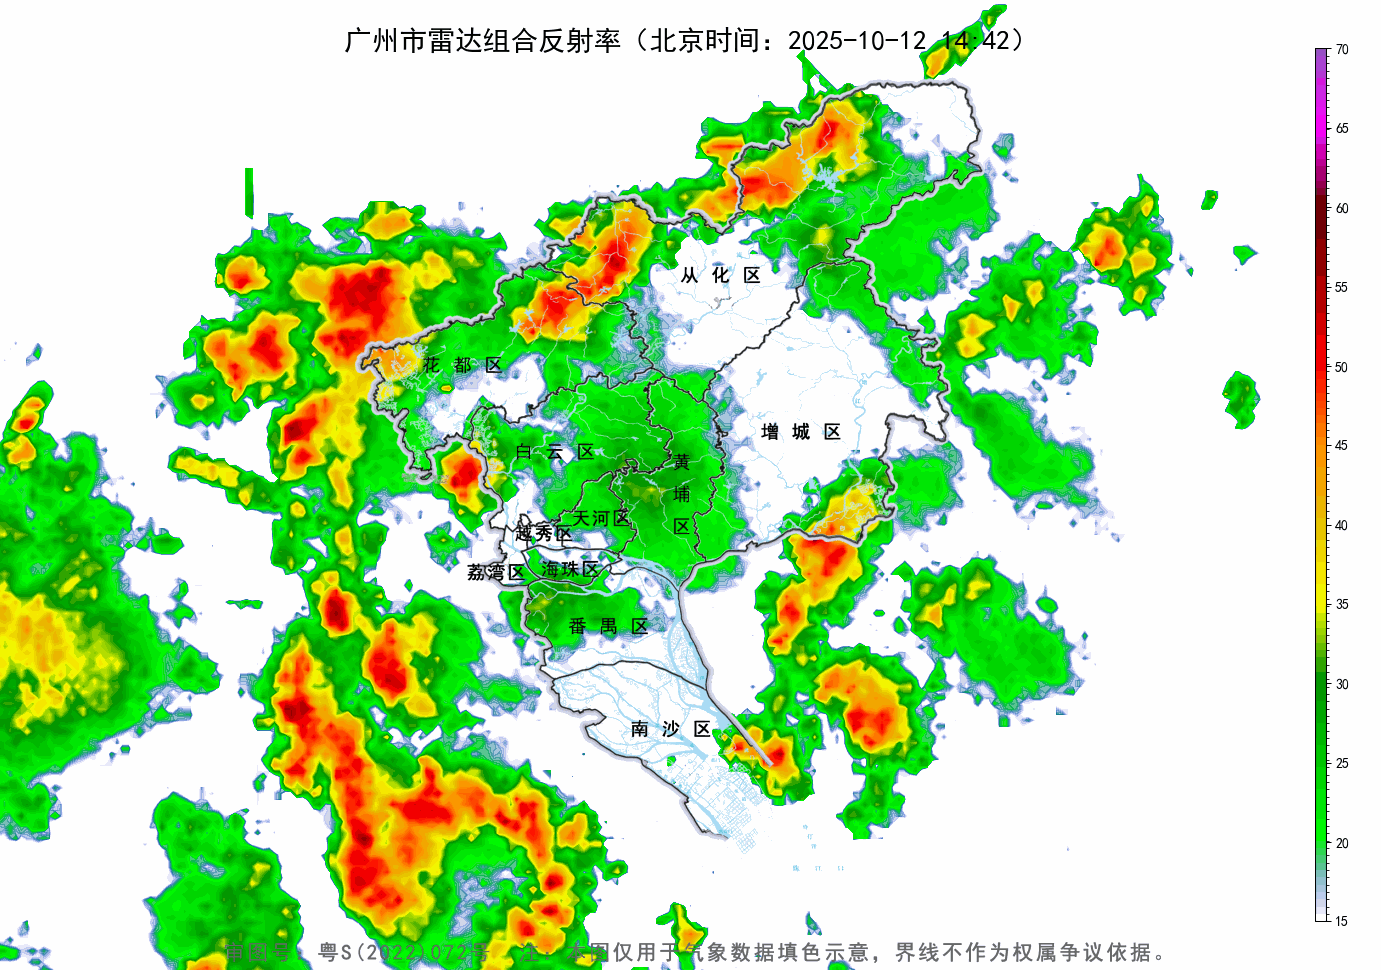 广州市雷达组合反射率（北京时间：2025-10-12 14:42）
70
65
60
55
50
45
40
35
30
25
20
15
从化区
花都区
增城区
白云区
黄埔区
天河区
越秀区
荔湾区
海珠区
番禺区
南沙区
审图号：粤S(2022)072号 注：本图仅用于气象数据填色示意，界线不作为权属争议依据。